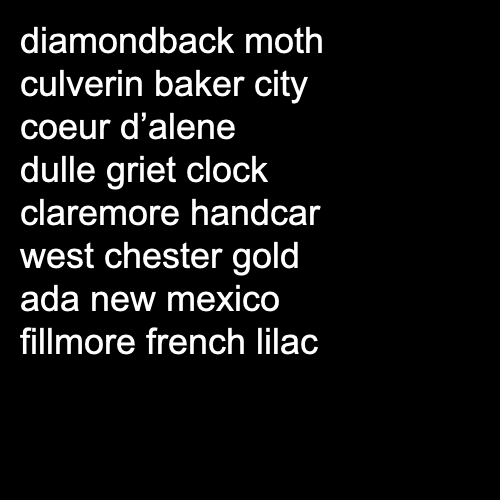 diamondback moth
culverin baker city
coeur d’alene
dulle griet clock
claremore handcar
west chester gold
ada new mexico
fillmore french lilac